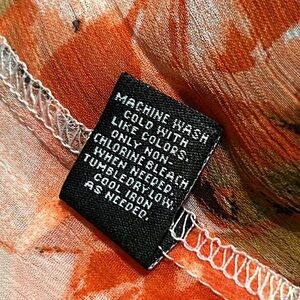 MACHINE WASH
COLD WITH
LIKE COLORS.
ONLY NON
CHLORINE BLEACH
WHEN NEEDED.
TUMBLE DRY LOW.
COOL IRON
AS NEEDED.